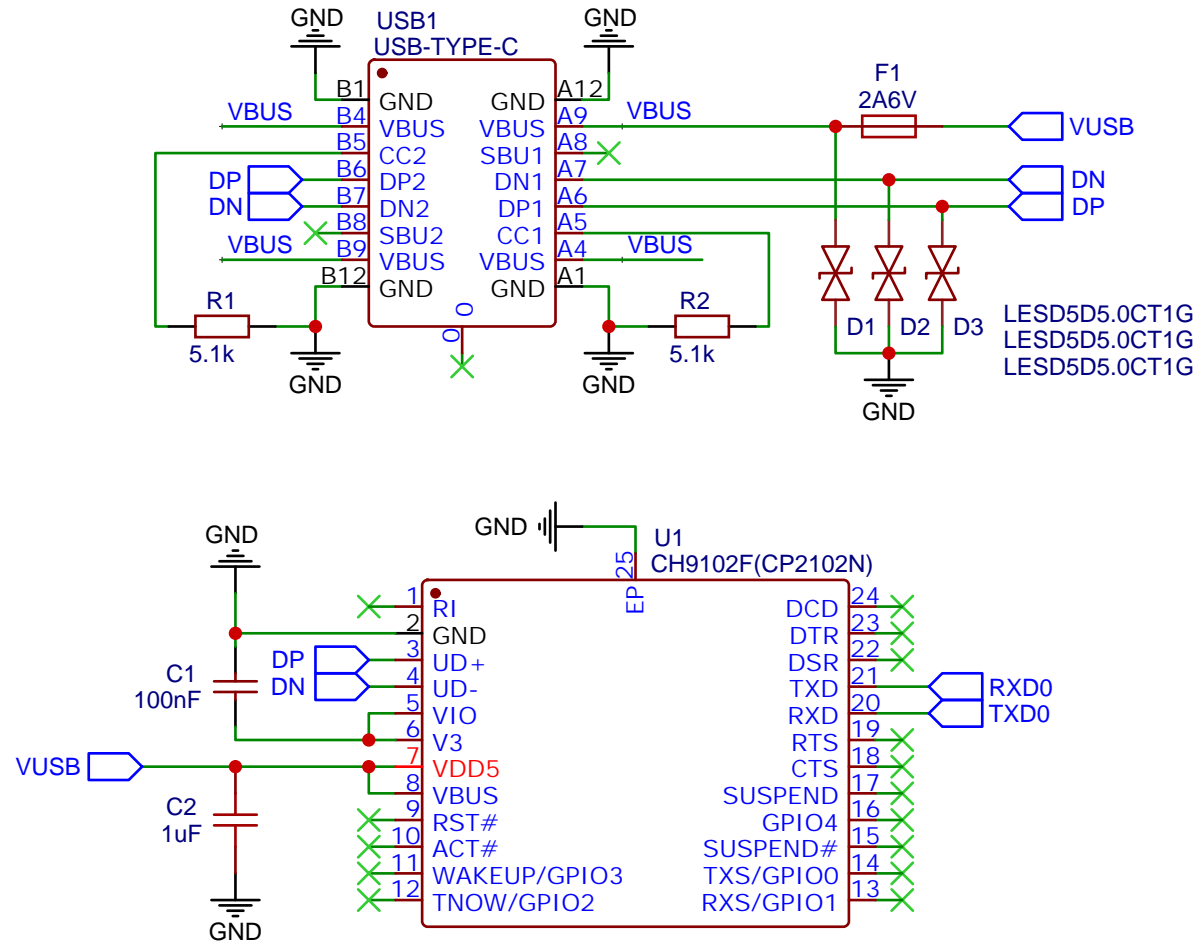 GND
USB1
USB-TYPE-C
GND
F1
2A6V
B1
GND
GND
A12
VBUS
B4
VBUS
VBUS
A9
VBUS
VUSB
B5
CC2
SBU1
A8
DP
B6
DP2
DN1
A7
DN
DN
B7
DN2
DP1
A6
DP
B8
SBU2
CC1
A5
VBUS
B9
VBUS
VBUS
A4
VBUS
B12
GND
GND
A1
R1
5.1k
GND
0
0
R2
5.1k
GND
D1
D2
D3
LESD5D5.0CT1G
LESD5D5.0CT1G
LESD5D5.0CT1G
GND
GND
GND
U1
CH9102F(CP2102N)
25
EP
1
RI
DCD
24
2
GND
DTR
23
DP
3
UD+
DSR
22
C1
100nF
DN
4
UD-
TXD
21
RXD0
5
VIO
RXD
20
TXD0
6
V3
RTS
19
VUSB
7
VDD5
CTS
18
8
VBUS
SUSPEND
17
C2
1uF
9
RST#
GPIO4
16
10
ACT#
SUSPEND#
15
11
WAKEUP/GPIO3
TXS/GPIO0
14
12
TNOW/GPIO2
RXS/GPIO1
13
GND